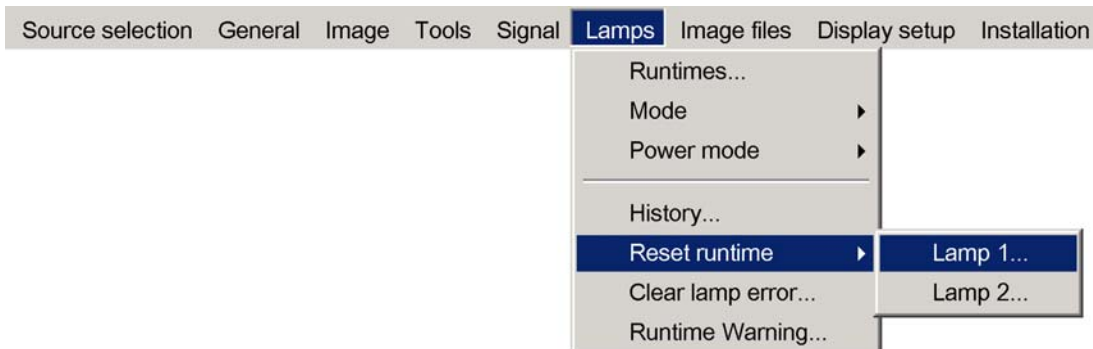 Source selection General Image Tools Signal Lamps Image files Display setup Installation
Runtimes...
Mode
Power mode
History...
Reset runtime Lamp 1...
Clear lamp error... Lamp 2...
Runtime Warning...